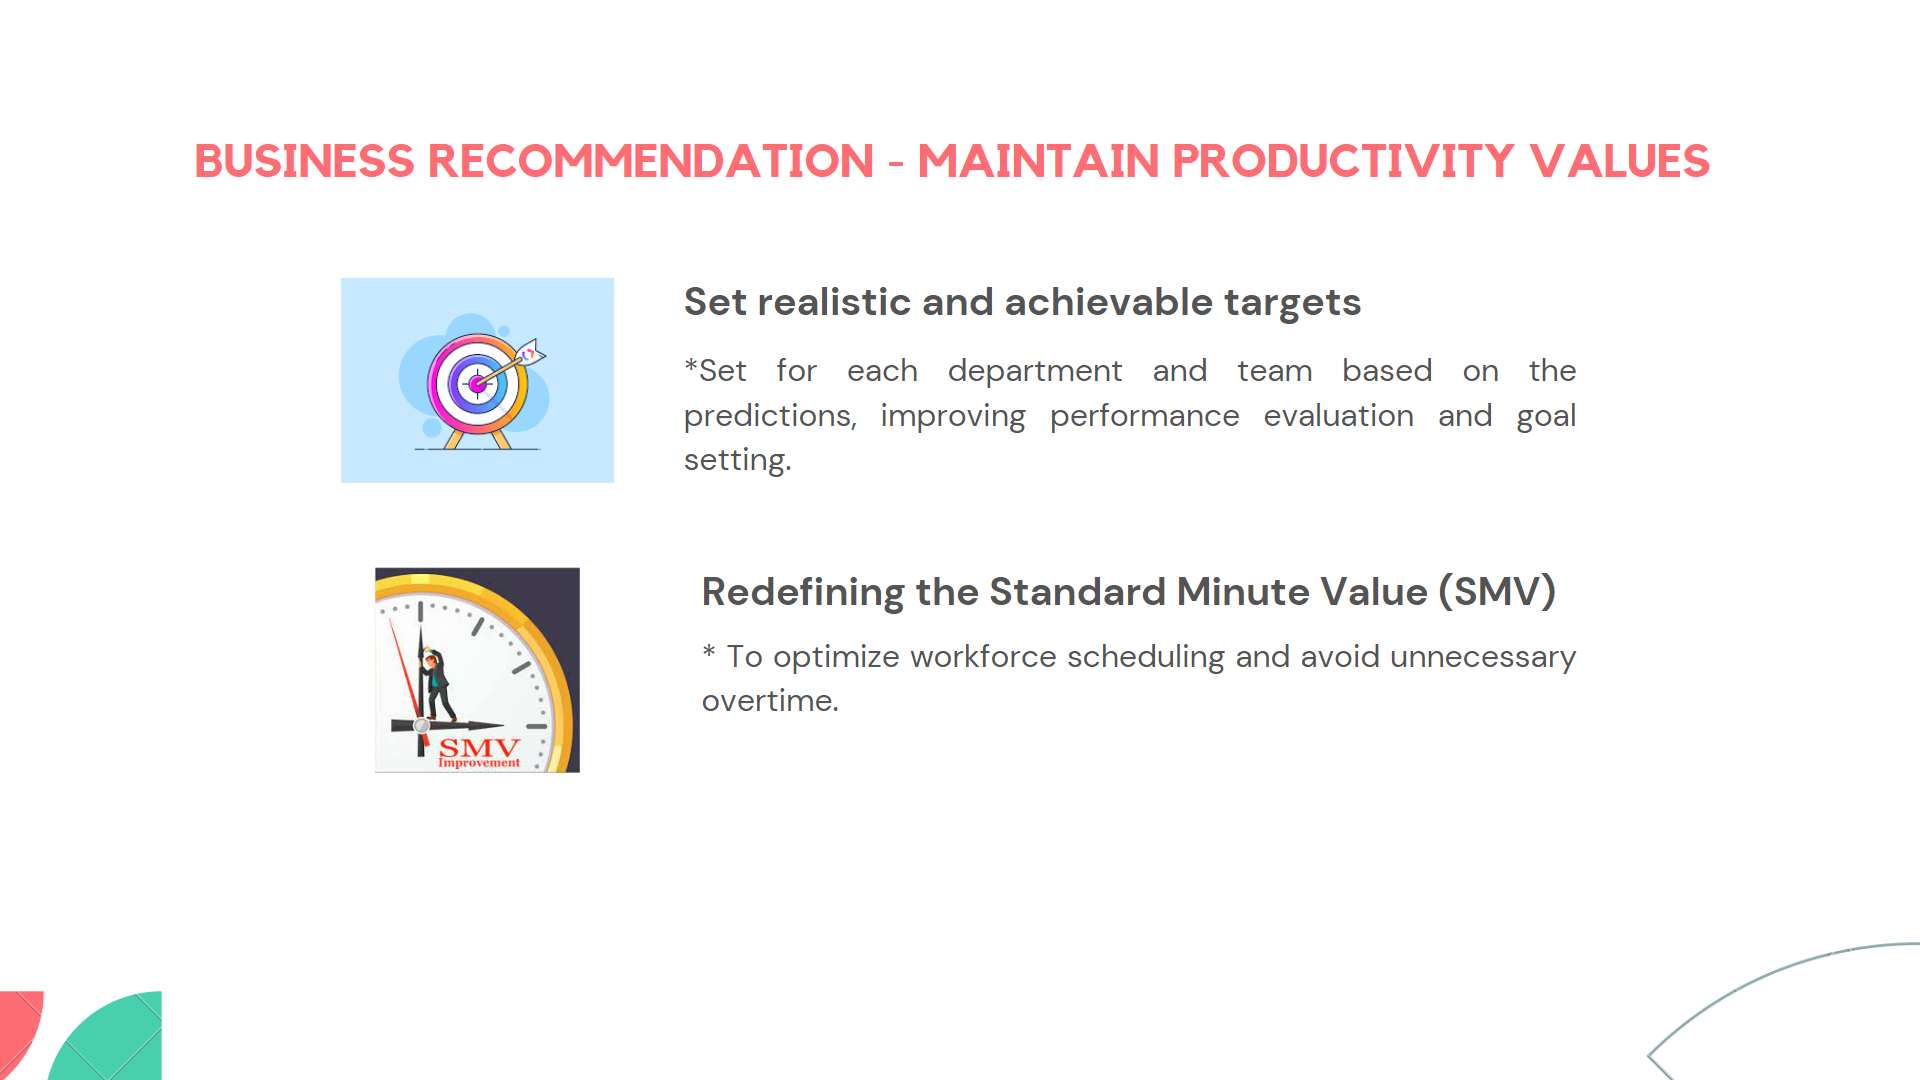 BUSINESS RECOMMENDATION - MAINTAIN PRODUCTIVITY VALUES
Set realistic and achievable targets
*Set for each department and team based on the
predictions, improving performance evaluation and goal
setting.
Redefining the Standard Minute Value (SMV)
* To optimize workforce scheduling and avoid unnecessary
overtime.
SMV
Improvement